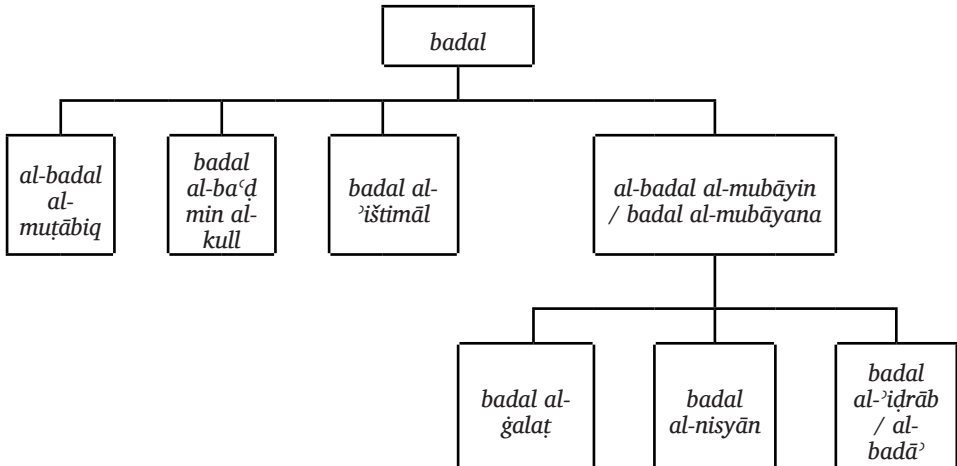 badal
al-badal
al-
muṭābiq
badal
al-baʿḍ
min al-
kull
badal al-
ʾištimāl
al-badal al-mubāyin
/ badal al-mubāyana
badal al-
ġalaṭ
badal
al-nisyān
badal
al-ʾiḍrāb
/ al-
badāʾ